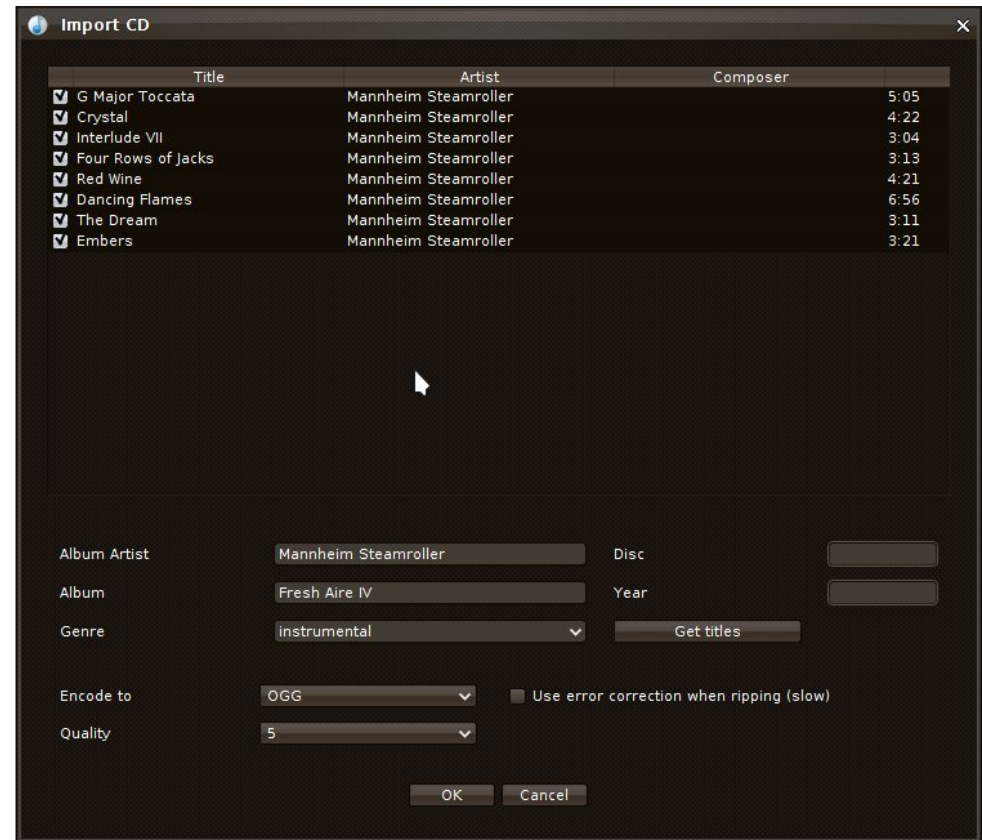 Import CD
Title Artist Composer
G Major Toccata Mannheim Steamroller 5:05
Crystal Mannheim Steamroller 4:22
Interlude VII Mannheim Steamroller 3:04
Four Rows of Jacks Mannheim Steamroller 3:13
Red Wine Mannheim Steamroller 4:21
Dancing Flames Mannheim Steamroller 6:56
The Dream Mannheim Steamroller 3:11
Embers Mannheim Steamroller 3:21
Album Artist Mannheim Steamroller Disc
Album Fresh Aire IV Year
Genre instrumental Get titles
Encode to OGG Use error correction when ripping (slow)
Quality 5
OK Cancel